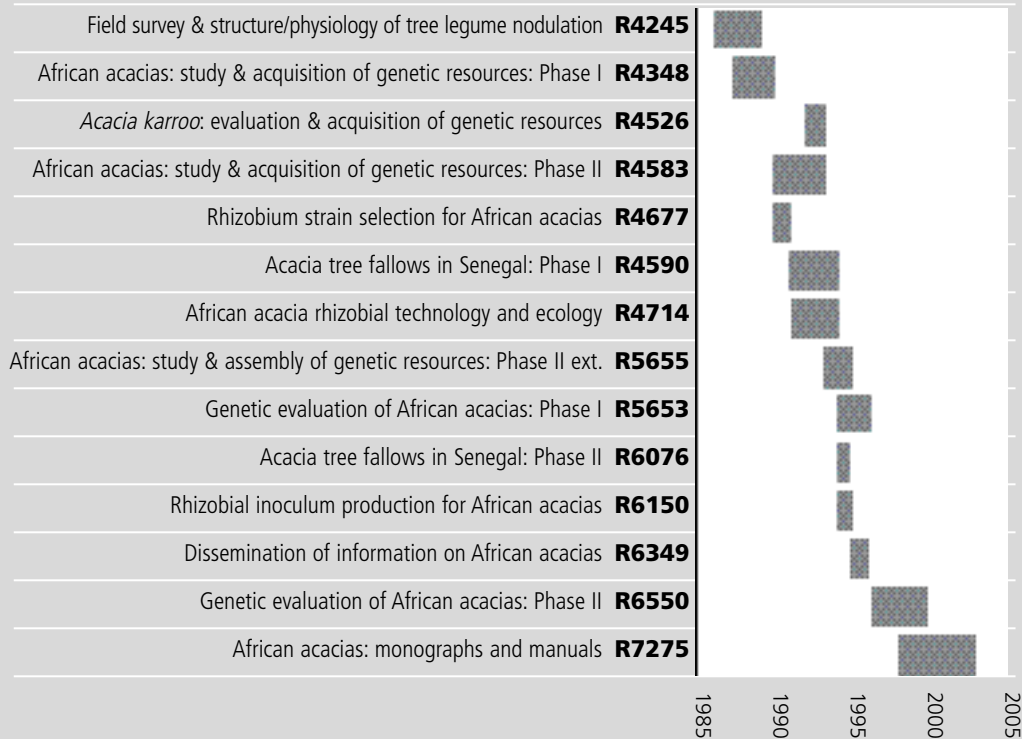 Field survey & structure/physiology of tree legume nodulation R4245
African acacias: study & acquisition of genetic resources: Phase I R4348
Acacia karroo: evaluation & acquisition of genetic resources R4526
African acacias: study & acquisition of genetic resources: Phase II R4583
Rhizobium strain selection for African acacias R4677
Acacia tree fallows in Senegal: Phase I R4590
African acacia rhizobial technology and ecology R4714
African acacias: study & assembly of genetic resources: Phase II ext. R5655
Genetic evaluation of African acacias: Phase I R5653
Acacia tree fallows in Senegal: Phase II R6076
Rhizobial inoculum production for African acacias R6150
Dissemination of information on African acacias R6349
Genetic evaluation of African acacias: Phase II R6550
African acacias: monographs and manuals R7275
1985
1990
1995
2000
2005